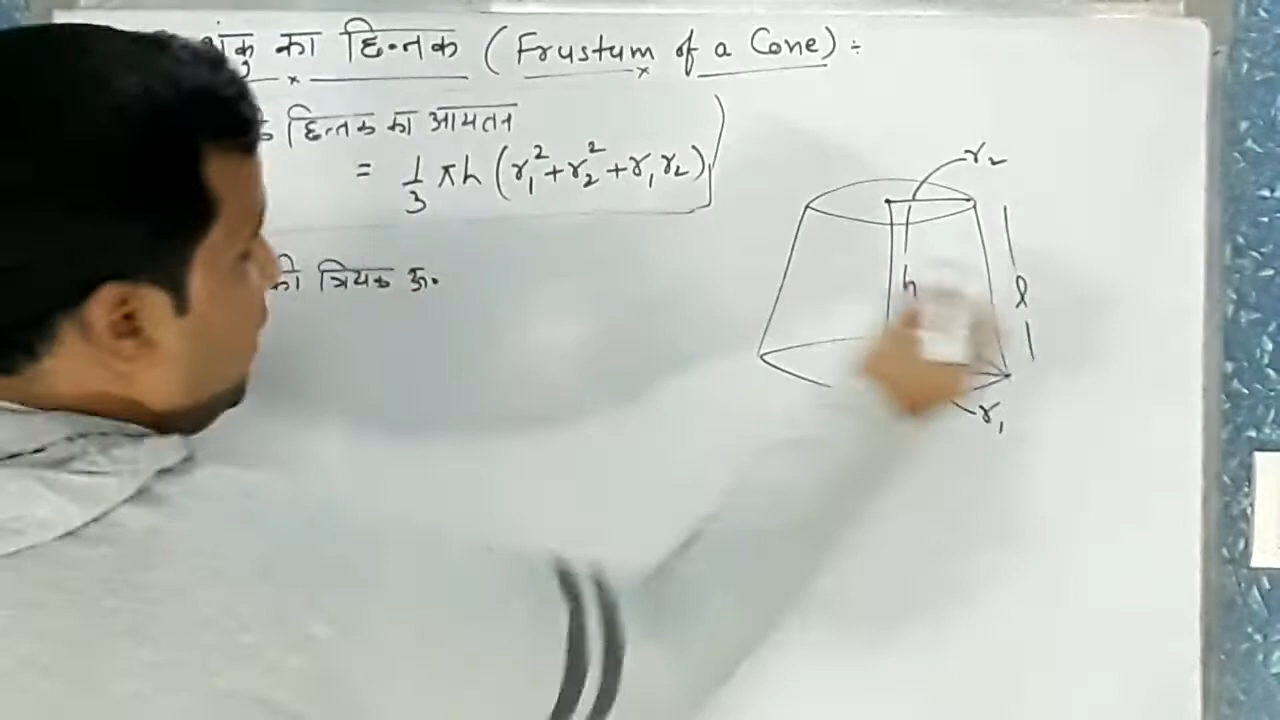 का छिन्नक (Frustum of a Cone) :
छिन्नक का आयतन
= 1/3 πh (r₁² + r₂² + r₁r₂)
की त्रियक ऊ.
r₂
h
l
r₁